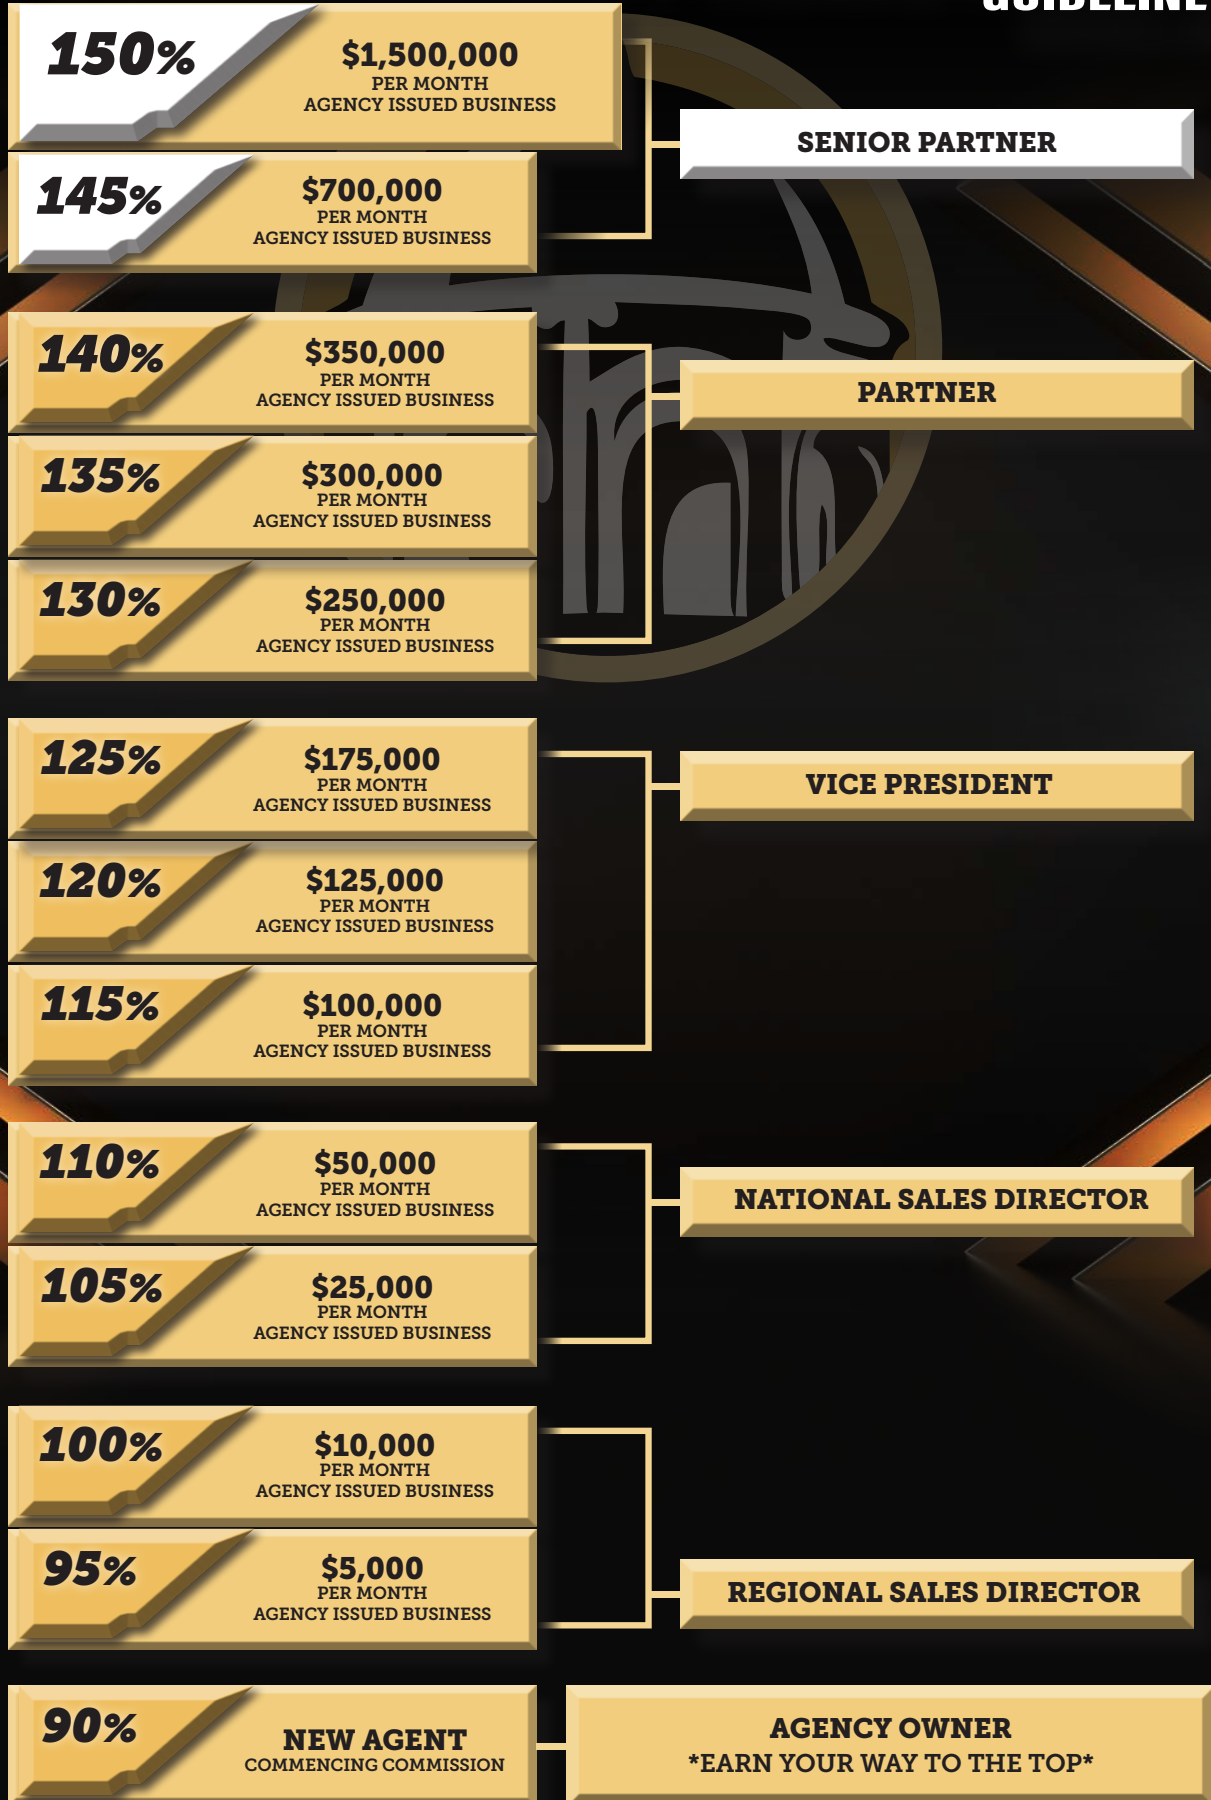 GUIDELINE
150%
$1,500,000
PER MONTH
AGENCY ISSUED BUSINESS
SENIOR PARTNER
145%
$700,000
PER MONTH
AGENCY ISSUED BUSINESS
140%
$350,000
PER MONTH
AGENCY ISSUED BUSINESS
PARTNER
135%
$300,000
PER MONTH
AGENCY ISSUED BUSINESS
130%
$250,000
PER MONTH
AGENCY ISSUED BUSINESS
125%
$175,000
PER MONTH
AGENCY ISSUED BUSINESS
VICE PRESIDENT
120%
$125,000
PER MONTH
AGENCY ISSUED BUSINESS
115%
$100,000
PER MONTH
AGENCY ISSUED BUSINESS
110%
$50,000
PER MONTH
AGENCY ISSUED BUSINESS
NATIONAL SALES DIRECTOR
105%
$25,000
PER MONTH
AGENCY ISSUED BUSINESS
100%
$10,000
PER MONTH
AGENCY ISSUED BUSINESS
95%
$5,000
PER MONTH
AGENCY ISSUED BUSINESS
REGIONAL SALES DIRECTOR
90%
NEW AGENT
COMMENCING COMMISSION
AGENCY OWNER
*EARN YOUR WAY TO THE TOP*